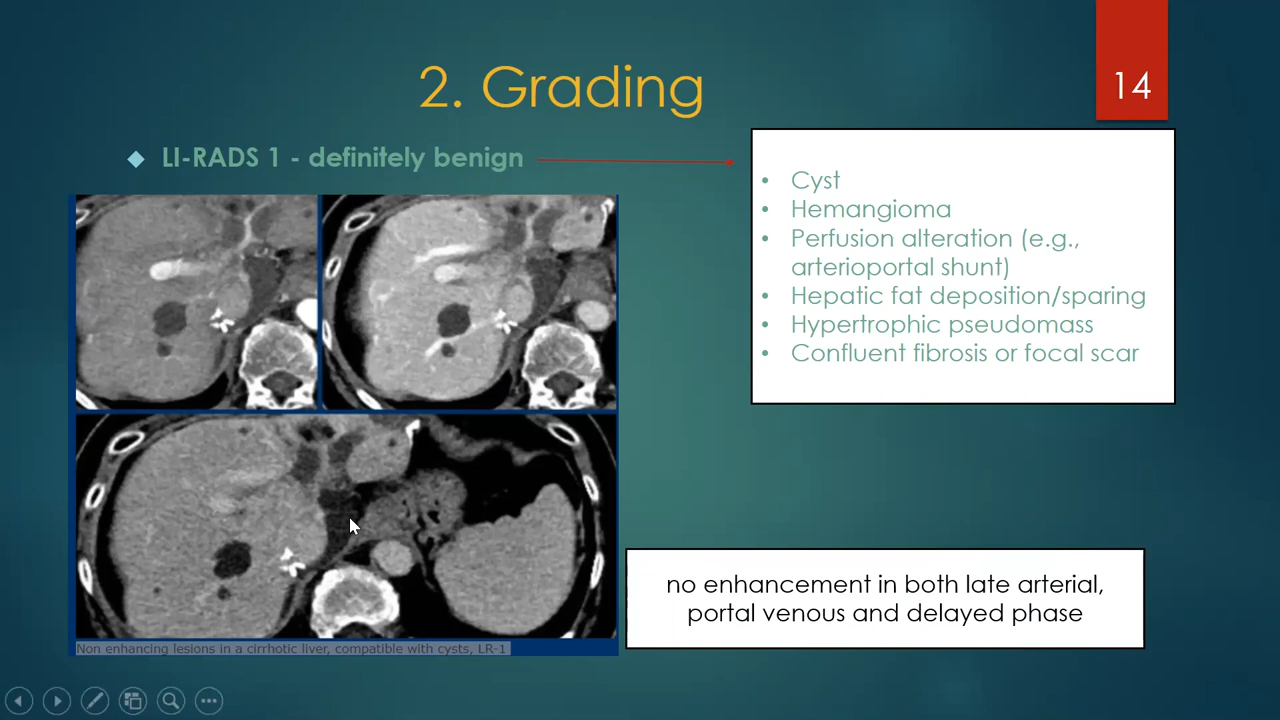 2. Grading
14
LI-RADS 1 - definitely benign
• Cyst
• Hemangioma
• Perfusion alteration (e.g.,
arterioportal shunt)
• Hepatic fat deposition/sparing
• Hypertrophic pseudomass
• Confluent fibrosis or focal scar
no enhancement in both late arterial,
portal venous and delayed phase
Non enhancing lesions in a cirrhotic liver, compatible with cysts, LR-1